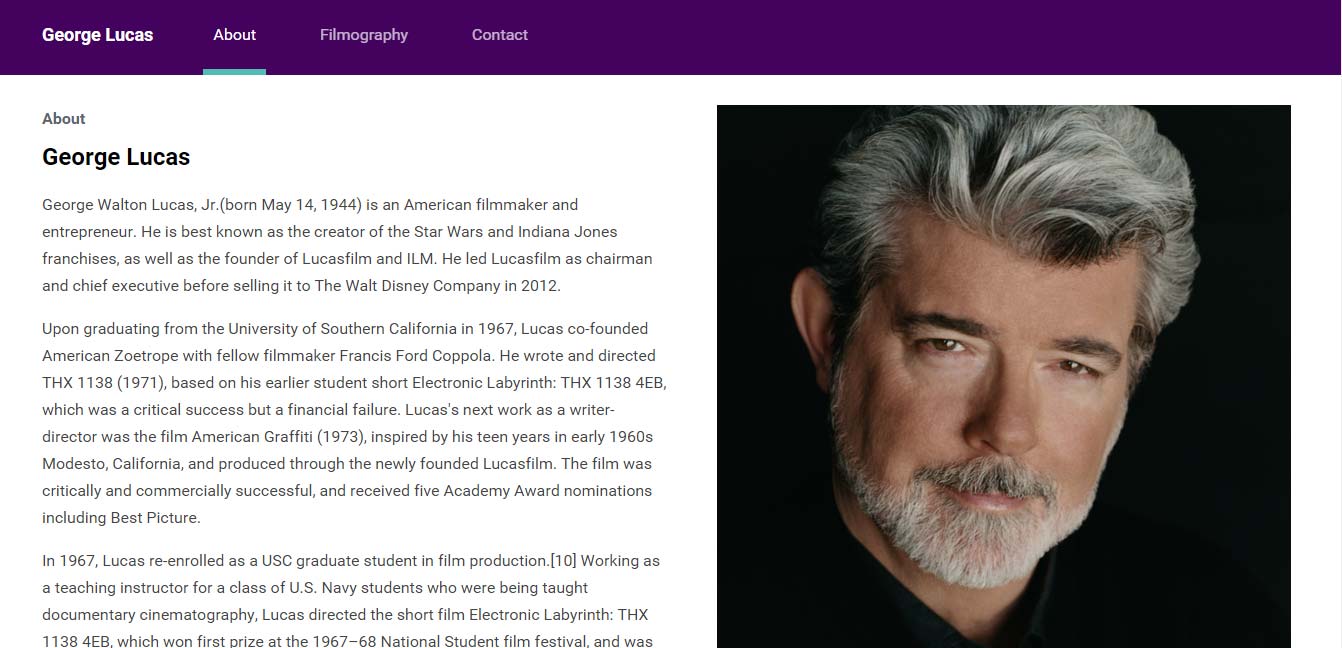 George Lucas About Filmography Contact
About
George Lucas
George Walton Lucas, Jr.(born May 14, 1944) is an American filmmaker and
entrepreneur. He is best known as the creator of the Star Wars and Indiana Jones
franchises, as well as the founder of Lucasfilm and ILM. He led Lucasfilm as chairman
and chief executive before selling it to The Walt Disney Company in 2012.
Upon graduating from the University of Southern California in 1967, Lucas co-founded
American Zoetrope with fellow filmmaker Francis Ford Coppola. He wrote and directed
THX 1138 (1971), based on his earlier student short Electronic Labyrinth: THX 1138 4EB,
which was a critical success but a financial failure. Lucas's next work as a writer-
director was the film American Graffiti (1973), inspired by his teen years in early 1960s
Modesto, California, and produced through the newly founded Lucasfilm. The film was
critically and commercially successful, and received five Academy Award nominations
including Best Picture.
In 1967, Lucas re-enrolled as a USC graduate student in film production.[10] Working as
a teaching instructor for a class of U.S. Navy students who were being taught
documentary cinematography, Lucas directed the short film Electronic Labyrinth: THX
1138 4EB, which won first prize at the 1967–68 National Student film festival, and was